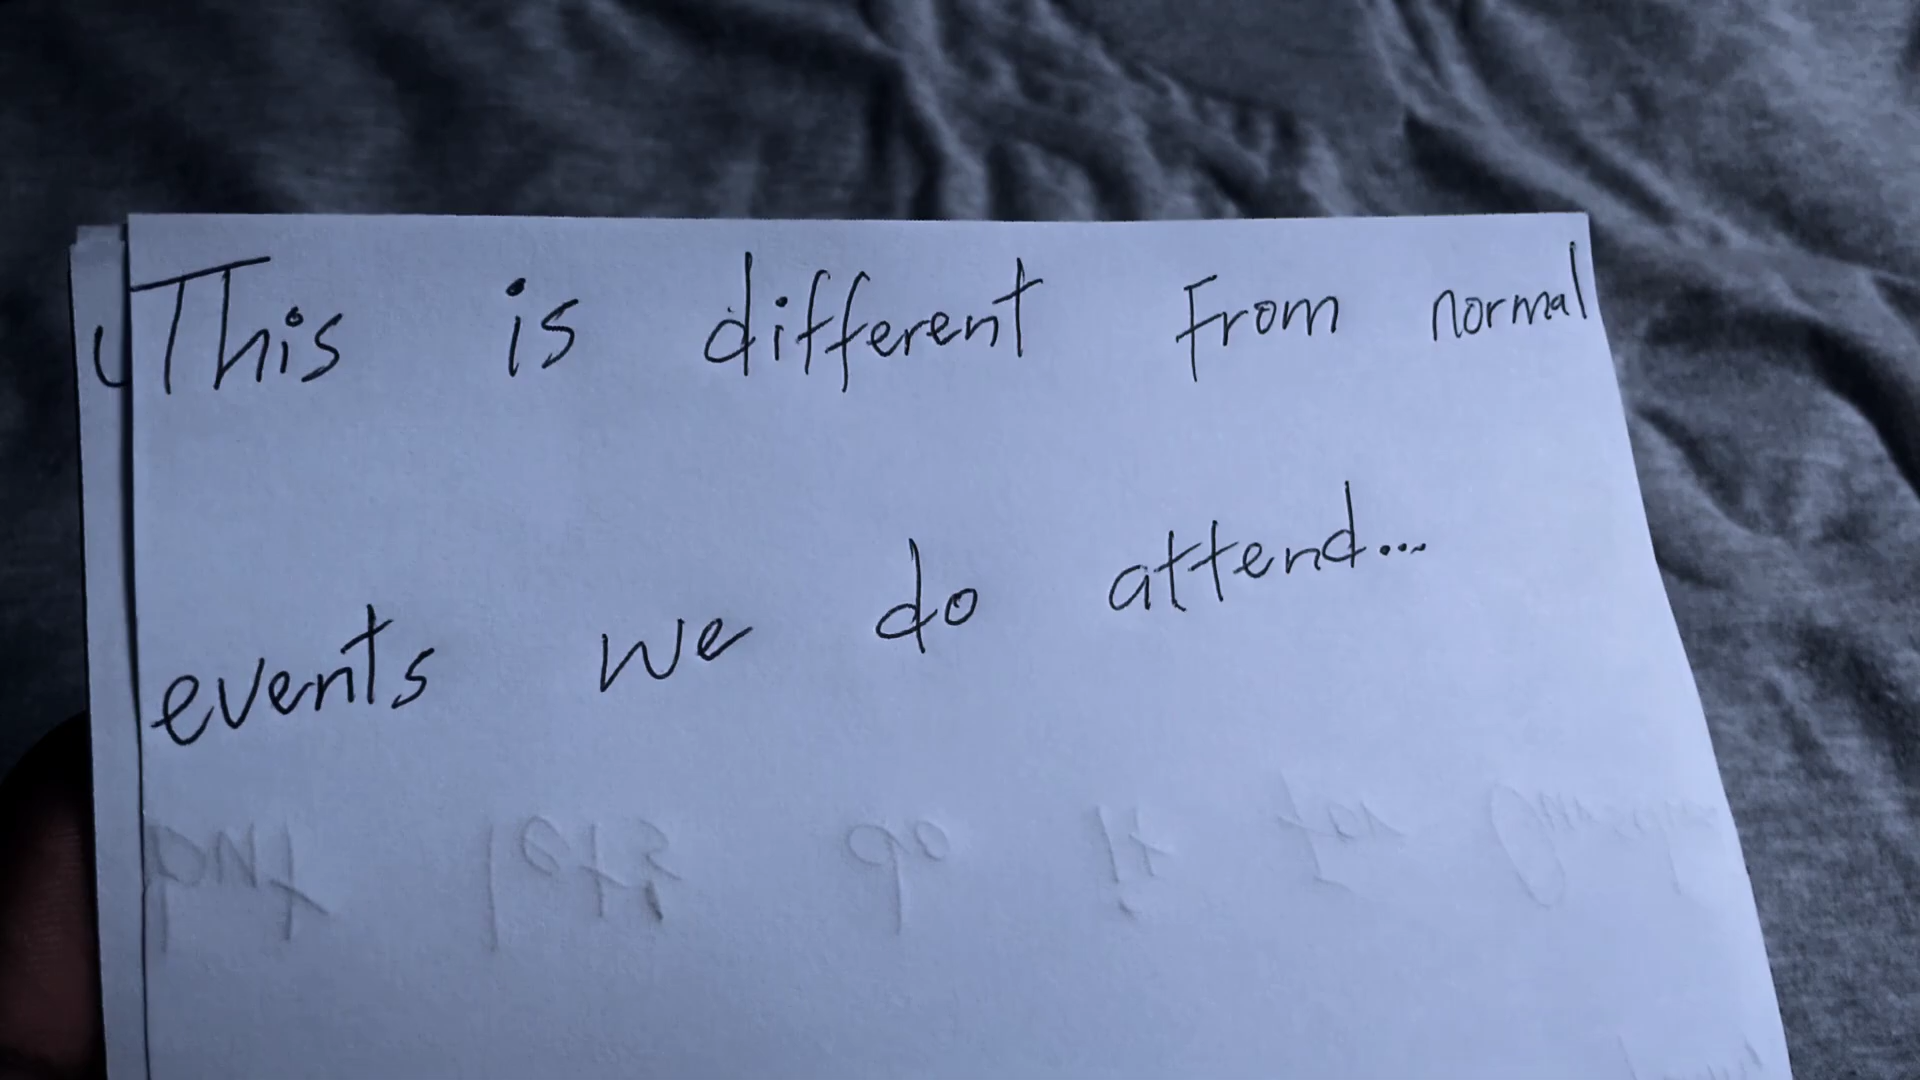 This is different From normal
events we do attend...